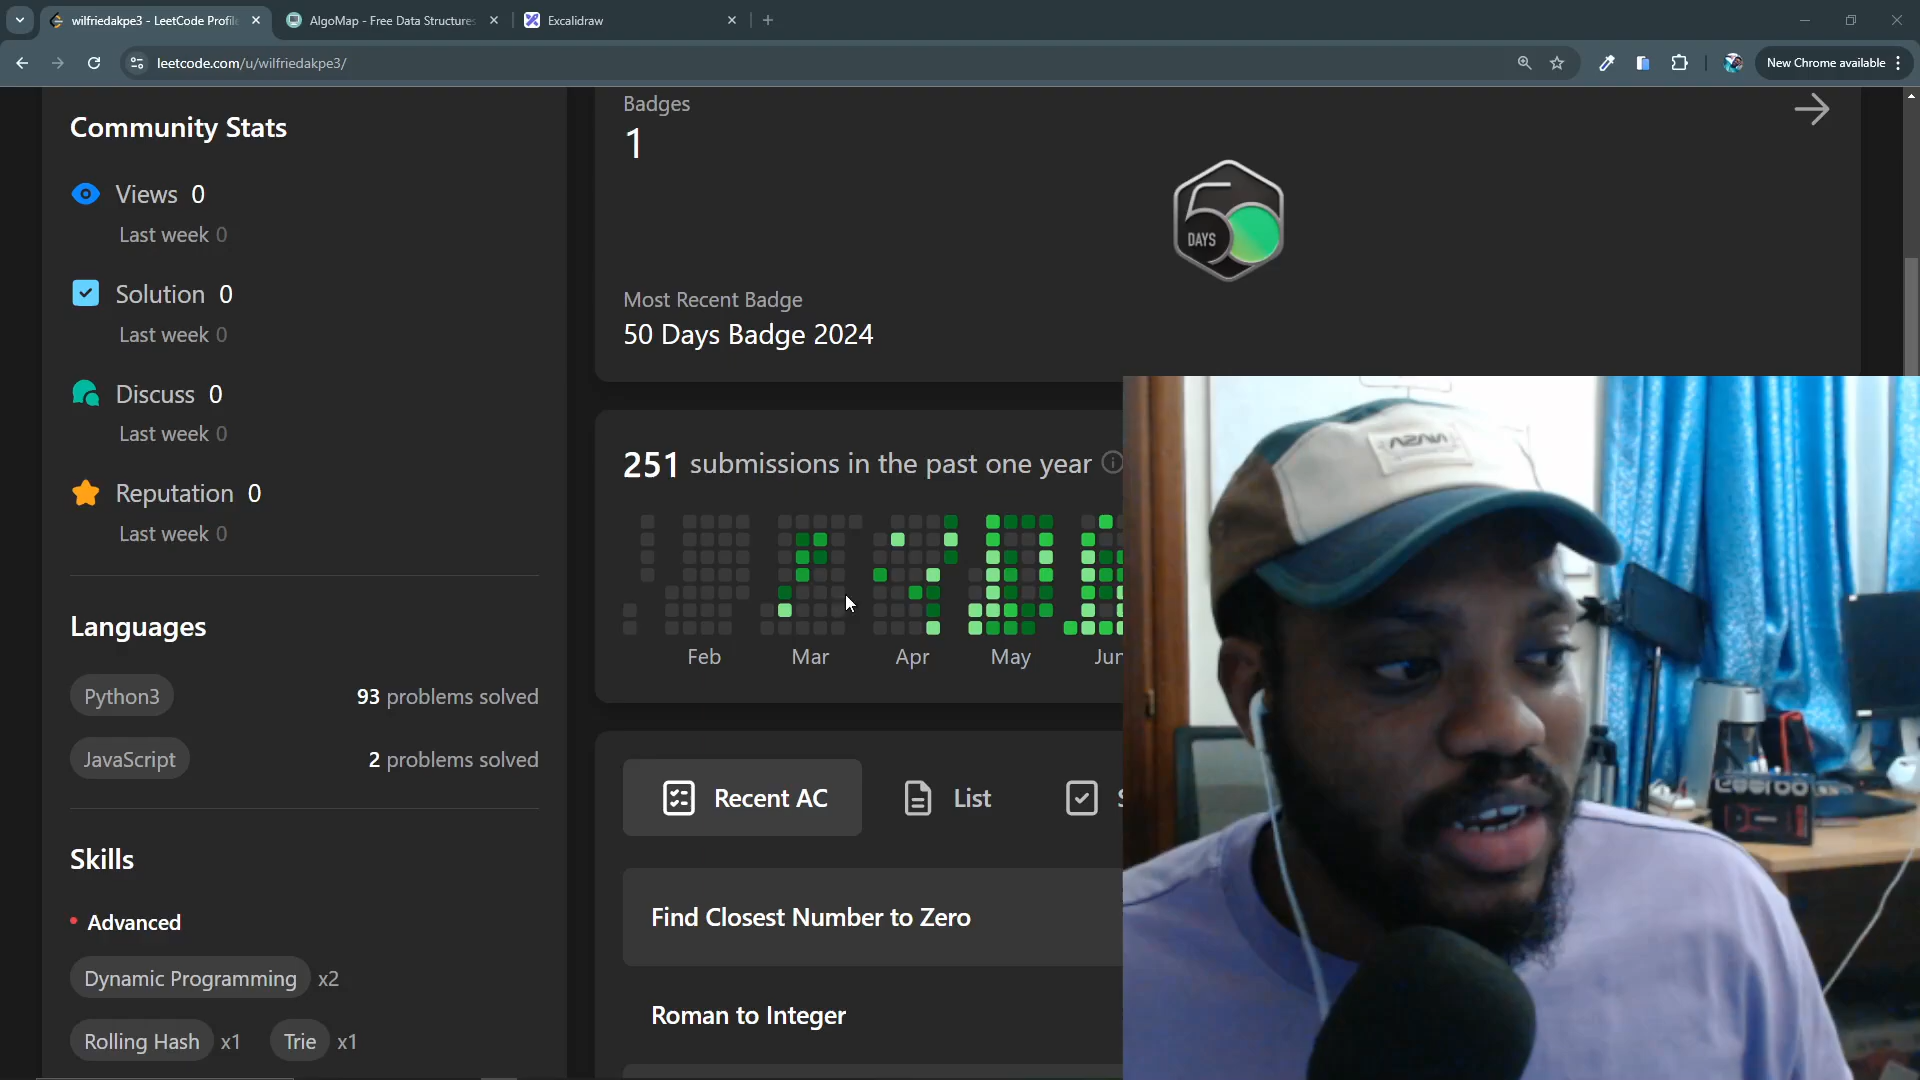 wilfriedakpe3 - LeetCode Profile
AlgoMap - Free Data Structures
Excalidraw
leetcode.com/u/wilfriedakpe3/
New Chrome available
Community Stats
Views 0
Last week 0
Solution 0
Last week 0
Discuss 0
Last week 0
Reputation 0
Last week 0
Languages
Python3 93 problems solved
JavaScript 2 problems solved
Skills
Advanced
Dynamic Programming x2
Rolling Hash x1 Trie x1
Badges
1
50
DAYS
Most Recent Badge
50 Days Badge 2024
251 submissions in the past one year
Feb Mar Apr May Jun
Recent AC List
Find Closest Number to Zero
Roman to Integer